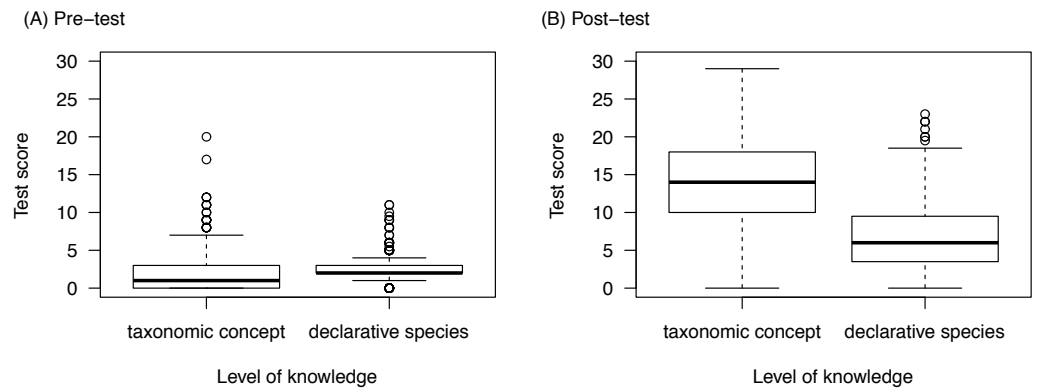 (A) Pre−test
Test score
30
25
20
15
10
5
0
taxonomic concept declarative species
Level of knowledge
(B) Post−test
Test score
30
25
20
15
10
5
0
taxonomic concept declarative species
Level of knowledge